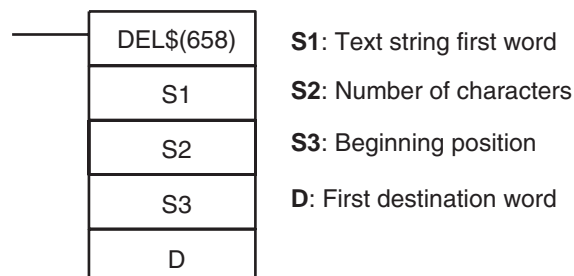 DEL$(658)
S1
S2
S3
D
S1: Text string first word
S2: Number of characters
S3: Beginning position
D: First destination word